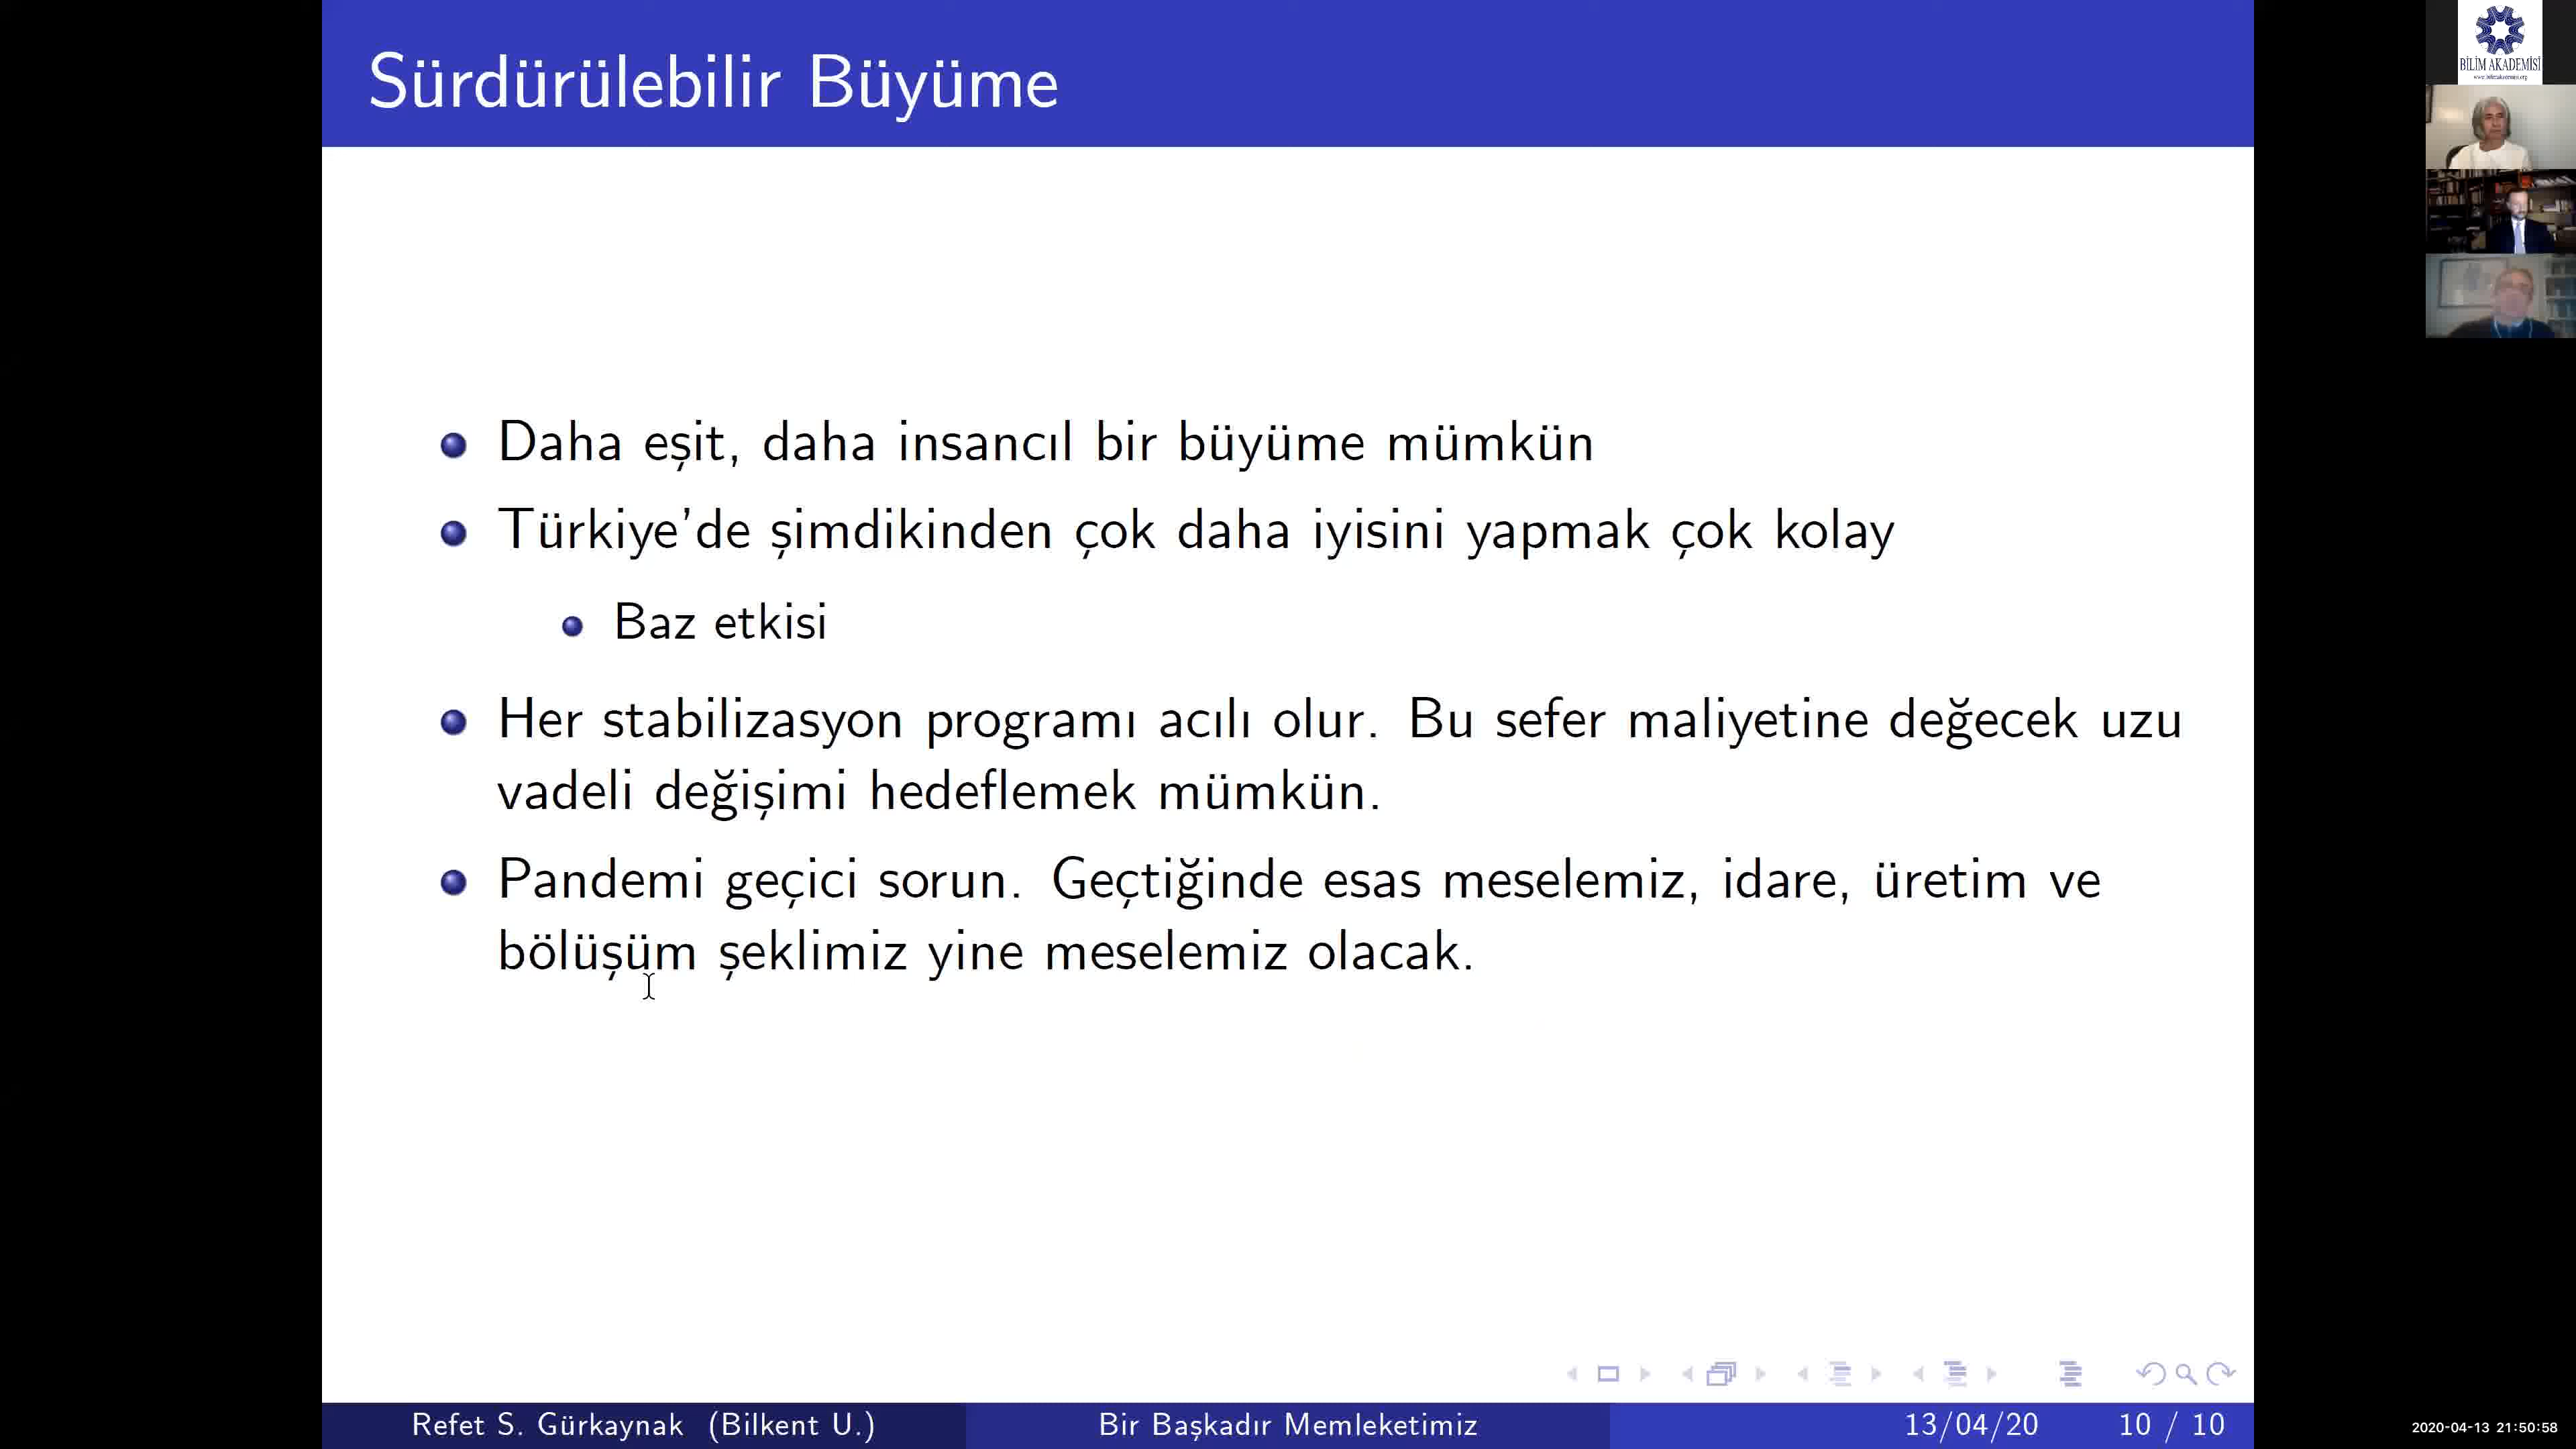 Sürdürülebilir Büyüme
Daha eşit, daha insancıl bir büyüme mümkün
Türkiye'de şimdikinden çok daha iyisini yapmak çok kolay
Baz etkisi
Her stabilizasyon programı acılı olur. Bu sefer maliyetine değecek uzu
vadeli değişimi hedeflemek mümkün.
Pandemi geçici sorun. Geçtiğinde esas meselemiz, idare, üretim ve
bölüşüm şeklimiz yine meselemiz olacak.
Refet S. Gürkaynak (Bilkent U.)
Bir Başkadır Memleketimiz
13/04/20
10 / 10
BİLİM AKADEMİSİ
2020-04-13 21:50:58